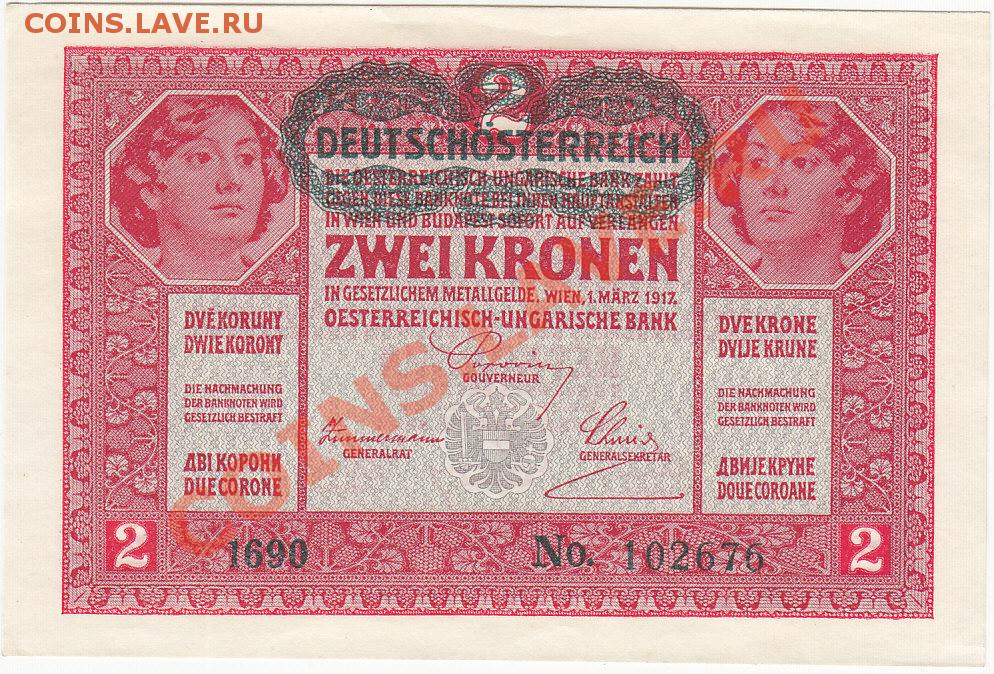 COINS.LAVE.RU
2
DEUTSCHÖSTERREICH
DIE OESTERREICHISCH-UNGARISCHE BANK ZAHLT
GEGEN DIESE BANKNOTE BEI IHREN HAUPTANSTALTEN
IN WIEN UND BUDAPEST SOFORT AUF VERLANGEN
ZWEI KRONEN
IN GESETZLICHEM METALLGELDE. WIEN, 1. MÄRZ 1917.
OESTERREICHISCH-UNGARISCHE BANK
GOUVERNEUR
GENERALRAT
GENERALSEKRETÄR
DVĚ KORUNY
DWIE KORONY
DIE NACHMACHUNG
DER BANKNOTEN WIRD
GESETZLICH BESTRAFT
ДВІ КОРОНИ
DUE CORONE
DVE KRONE
DVIJE KRUNE
DIE NACHMACHUNG
DER BANKNOTEN WIRD
GESETZLICH BESTRAFT
ДВИЈЕ КРУНЕ
DOUE COROANE
2
1690
No. 102676
2